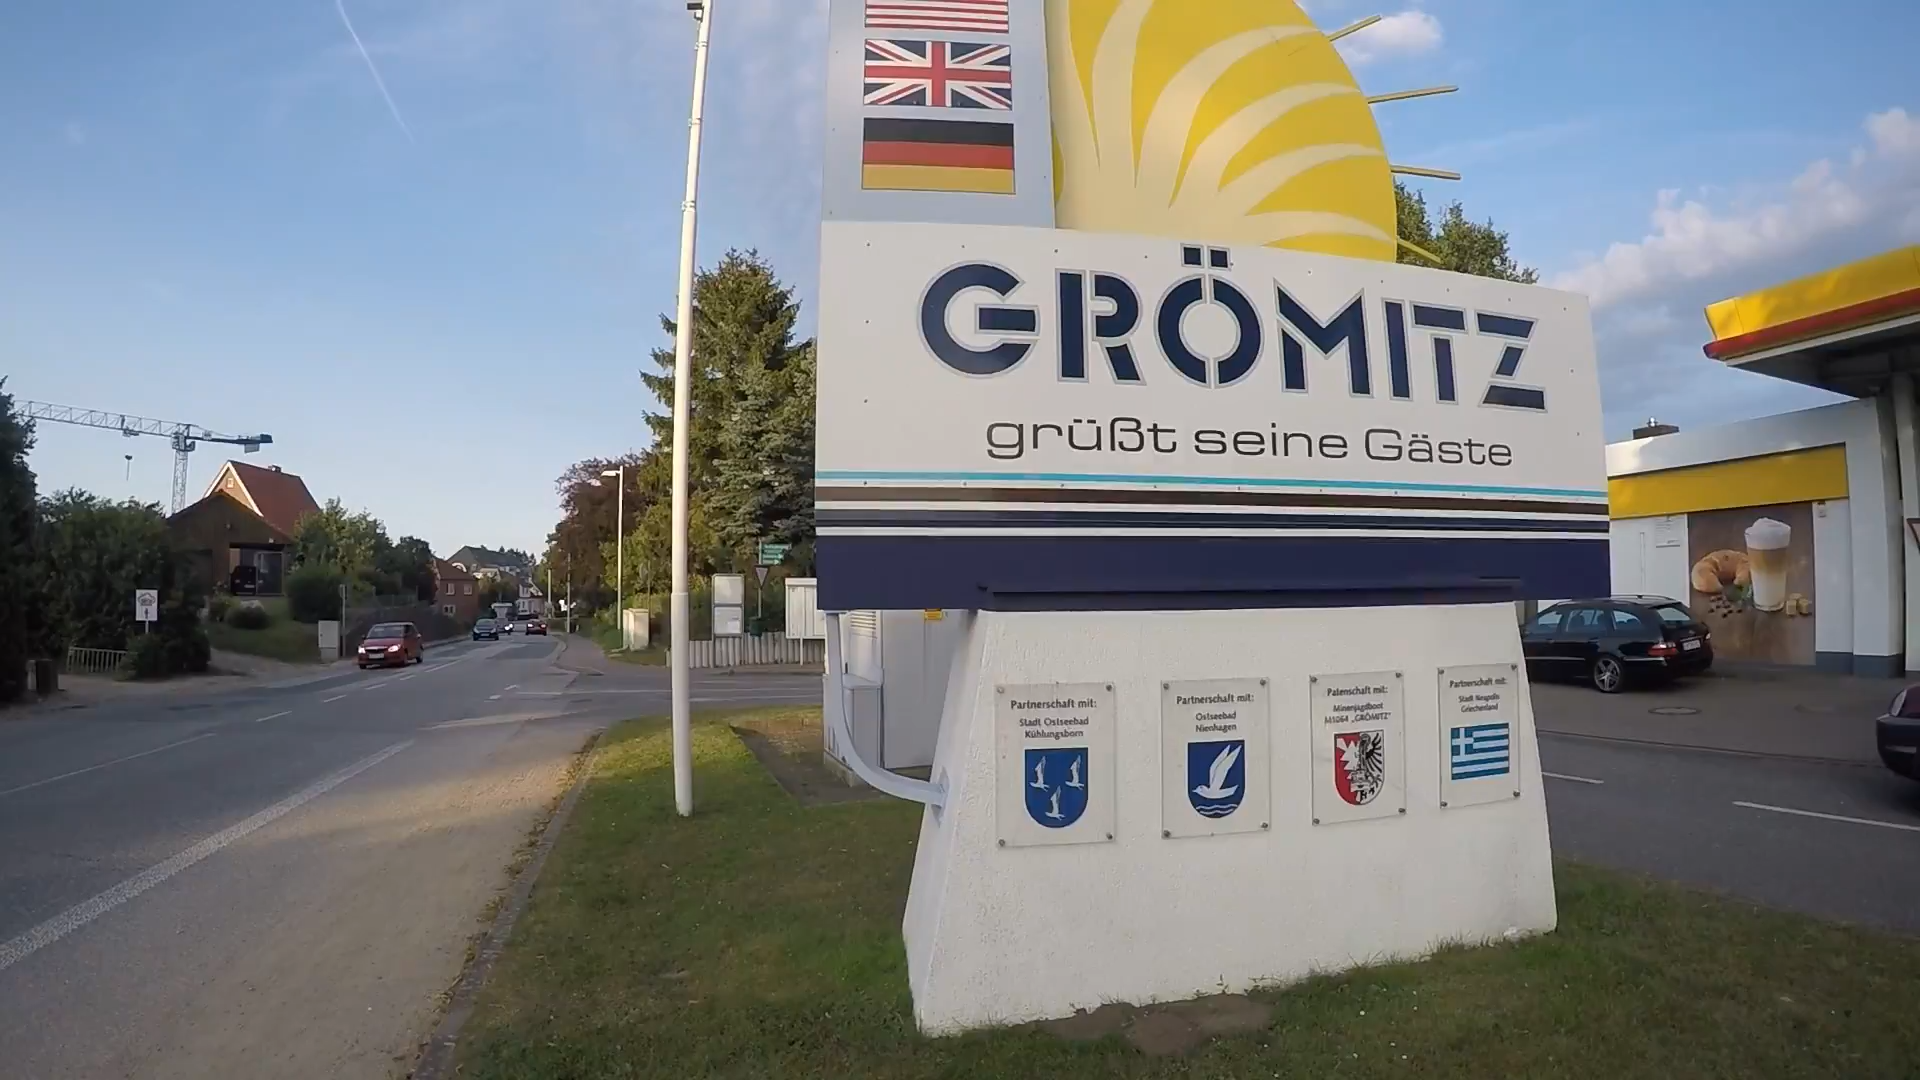 GRÖMITZ
grüßt seine Gäste
Partnerschaft mit:
Stadt Ostseebad
Kühlungsborn
Partnerschaft mit:
Ostseebad
Nienhagen
Patenschaft mit:
Minenjagdboot
M1064 „GRÖMITZ"
Partnerschaft mit:
Stadt Neapolis
Griechenland